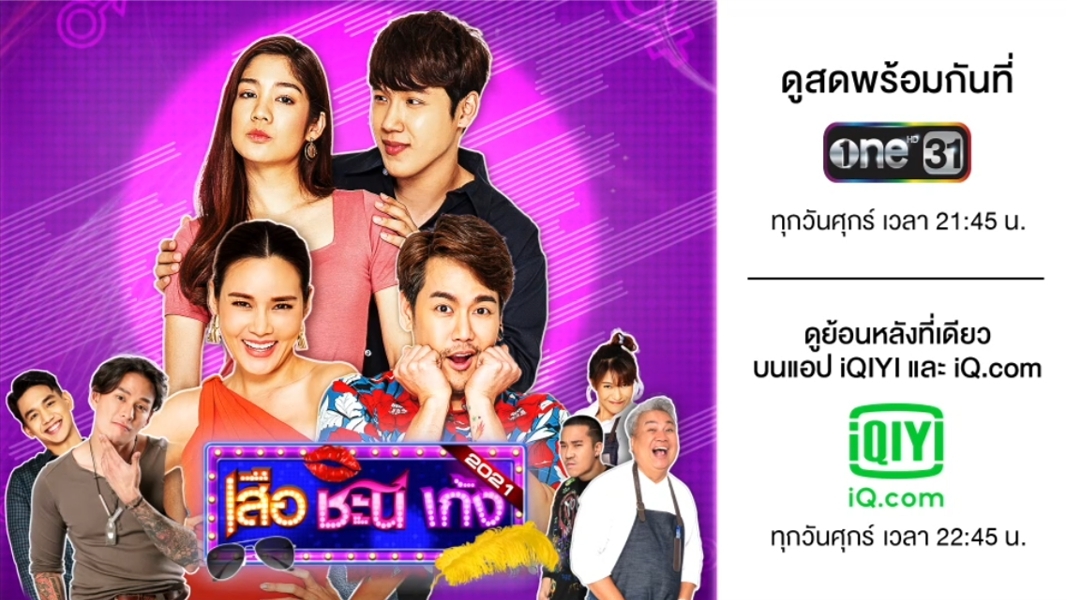 เสือ ชะนี เก้ง
2021
ดูสดพร้อมกันที่
one HD 31
ทุกวันศุกร์ เวลา 21:45 น.
ดูย้อนหลังที่เดียว
บนแอป iQIYI และ iQ.com
iQIYI
iQ.com
ทุกวันศุกร์ เวลา 22:45 น.